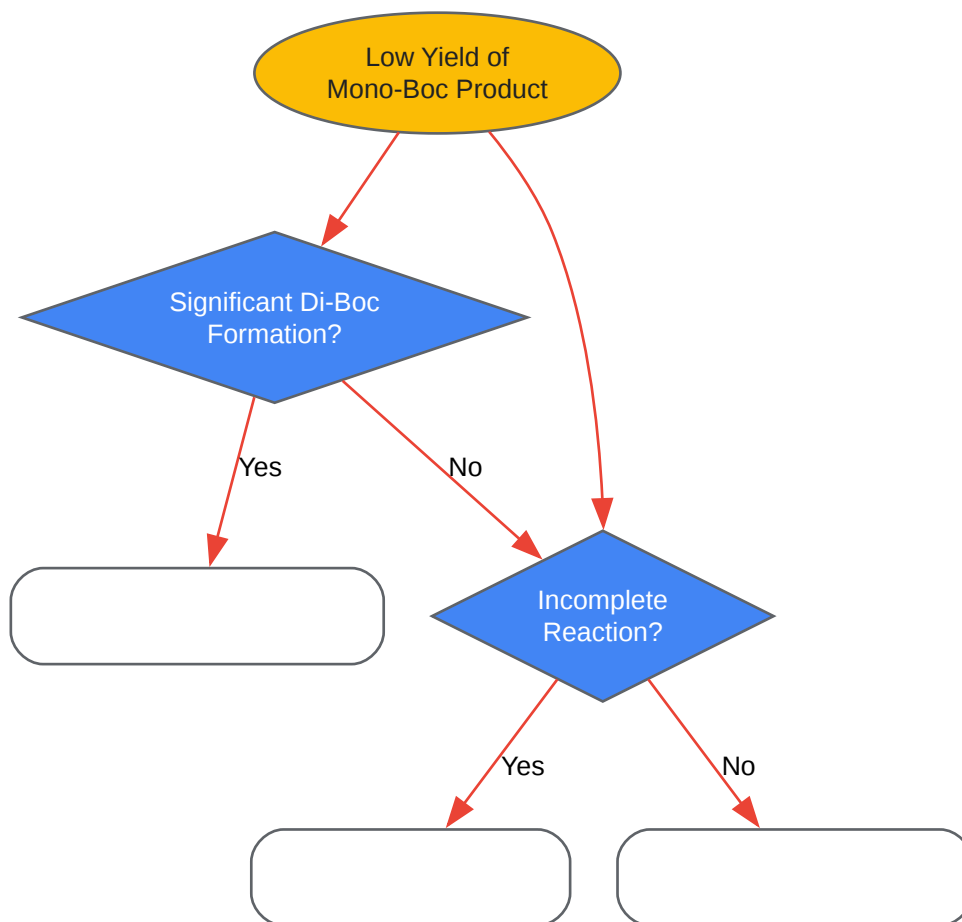 Low Yield of
Mono-Boc Product
Significant Di-Boc
Formation?
Yes
No
Incomplete
Reaction?
Yes
No